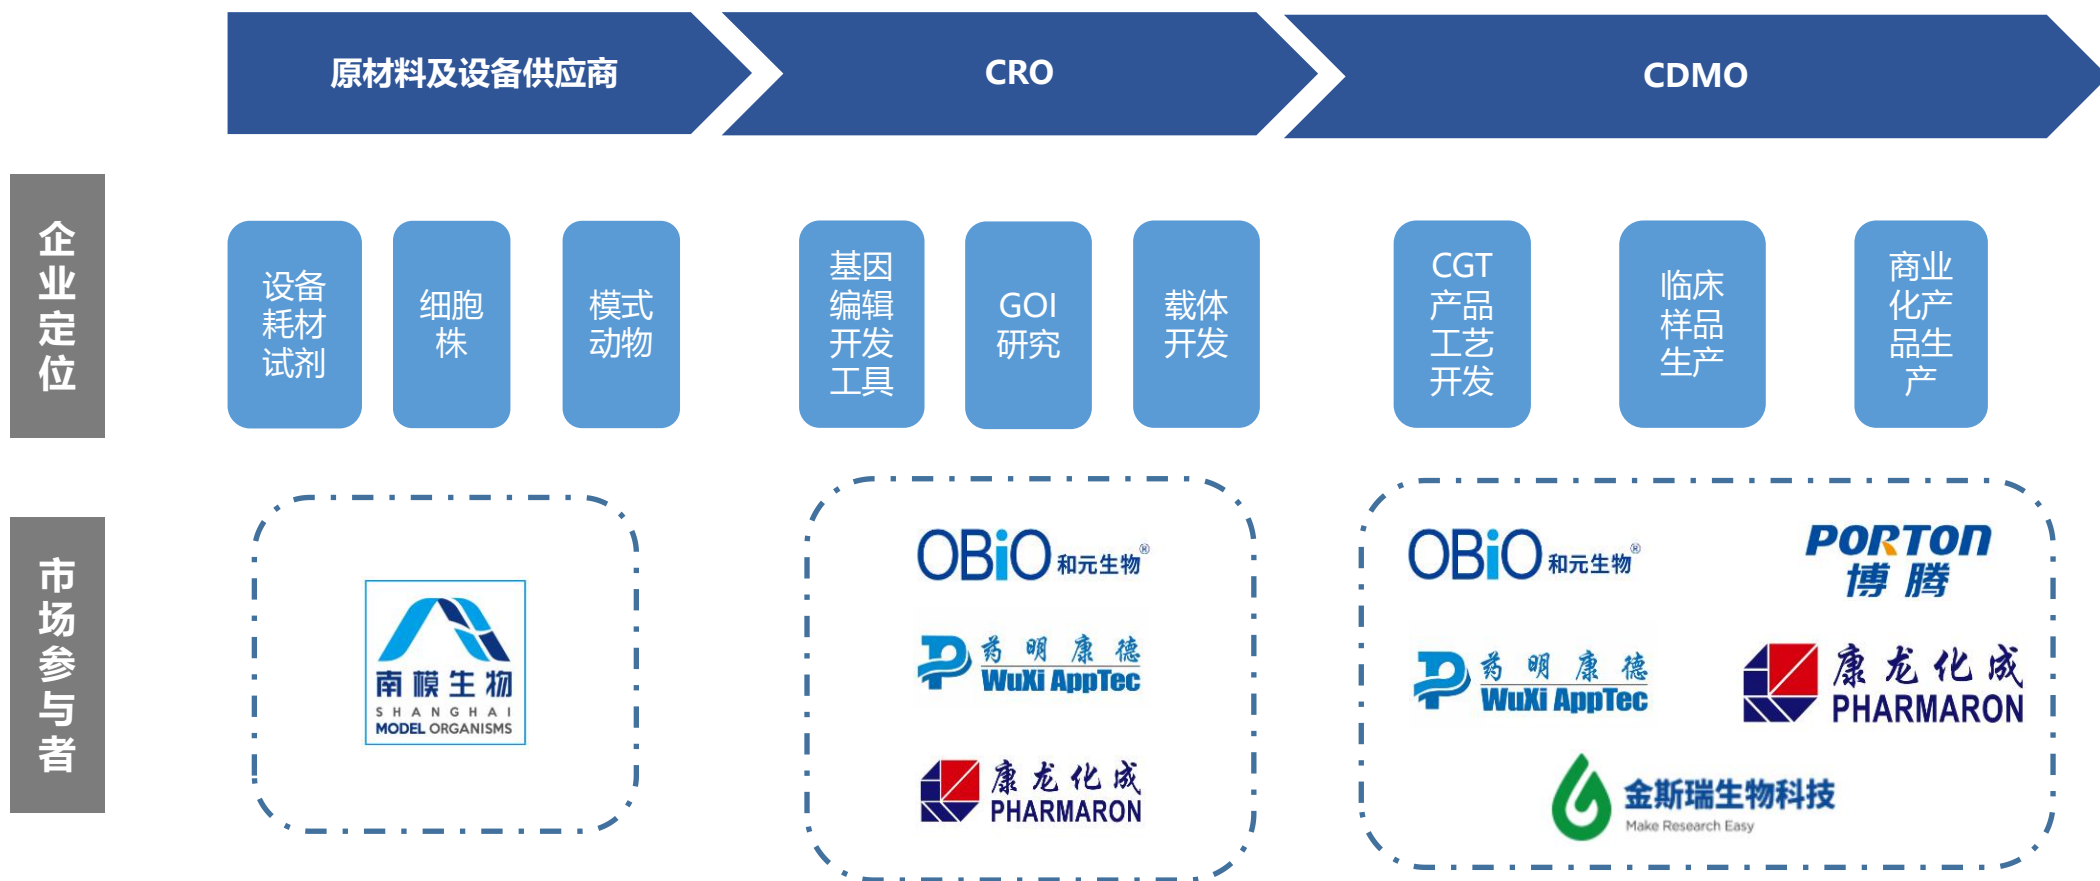 原材料及设备供应商
CRO
CDMO
企业定位
设备
耗材
试剂
细胞
株
模式
动物
基因
编辑
开发
工具
GOI
研究
载体
开发
CGT
产品
工艺
开发
临床
样品
生产
商业
化产
品生
产
市场参与者
南模生物
SHANGHAI
MODEL ORGANISMS
OBiO 和元生物®
药明康德
WuXi AppTec
康龙化成
PHARMARON
OBiO 和元生物®
PORTON
博腾
药明康德
WuXi AppTec
康龙化成
PHARMARON
金斯瑞生物科技
Make Research Easy